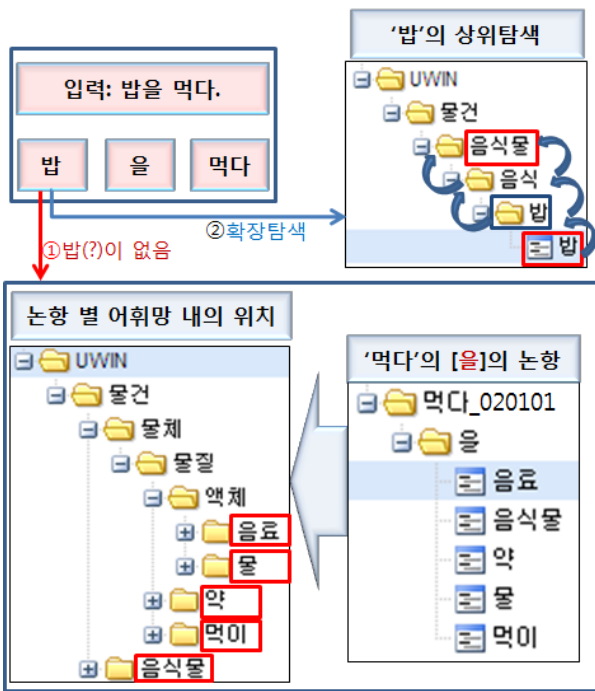 입력: 밥을 먹다.
밥
을
먹다
①밥(?)이 없음
②확장탐색
'밥'의 상위탐색
UWIN
물건
음식물
음식
밥
밥
논항 별 어휘망 내의 위치
UWIN
물건
물체
물질
액체
음료
물
약
먹이
음식물
'먹다'의 [을]의 논항
먹다_020101
을
음료
음식물
약
물
먹이